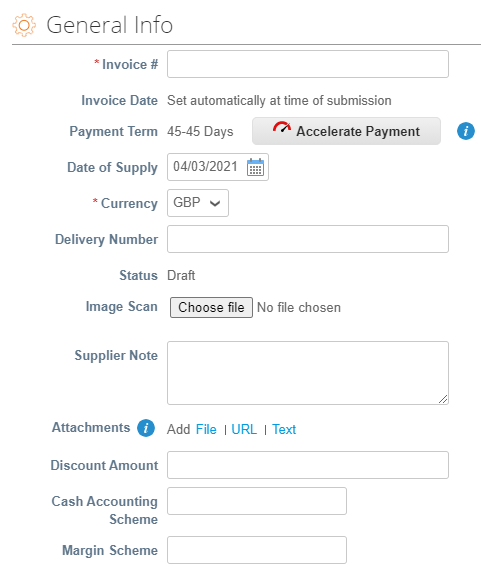 General Info
* Invoice #
Invoice Date Set automatically at time of submission
Payment Term 45-45 Days Accelerate Payment i
Date of Supply 04/03/2021
* Currency GBP
Delivery Number
Status Draft
Image Scan Choose file No file chosen
Supplier Note
Attachments i Add File | URL | Text
Discount Amount
Cash Accounting
Scheme
Margin Scheme